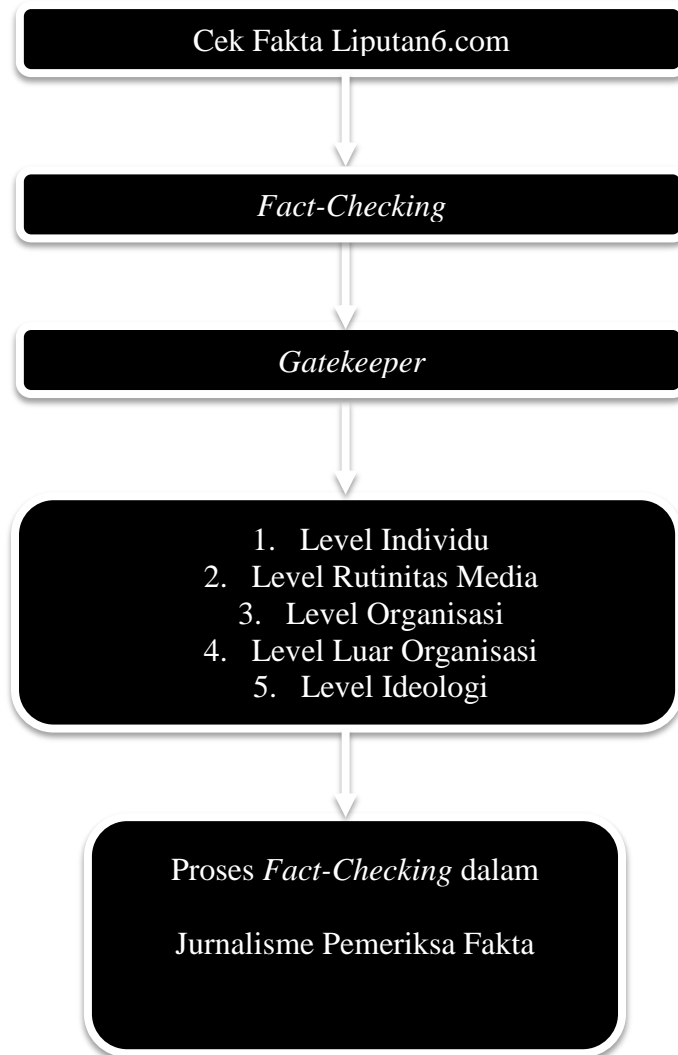 Cek Fakta Liputan6.com
Fact-Checking
Gatekeeper
1. Level Individu
2. Level Rutinitas Media
3. Level Organisasi
4. Level Luar Organisasi
5. Level Ideologi
Proses Fact-Checking dalam
Jurnalisme Pemeriksa Fakta